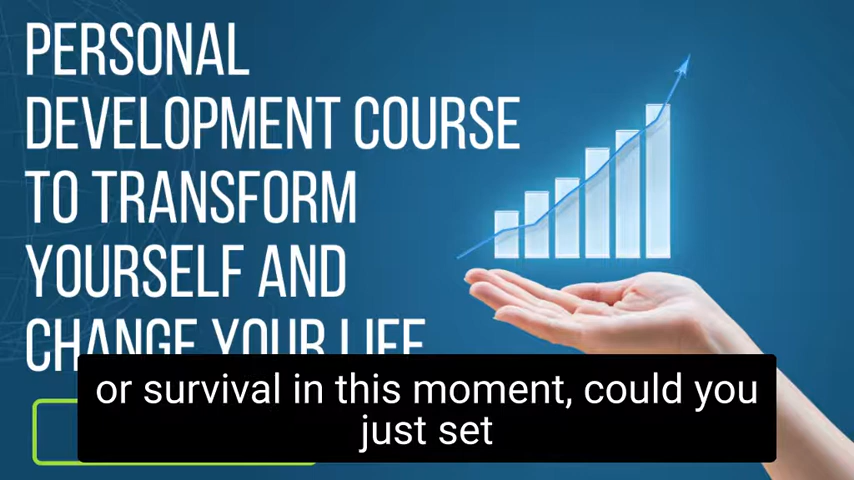 PERSONAL
DEVELOPMENT COURSE
TO TRANSFORM
YOURSELF AND
CHANGE YOUR LIFE
or survival in this moment, could you
just set